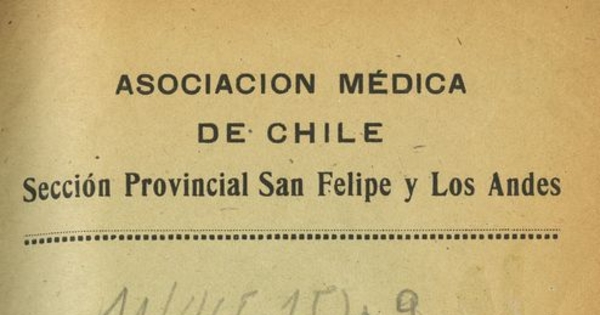 ASOCIACION MÉDICA
DE CHILE
Sección Provincial San Felipe y Los Andes